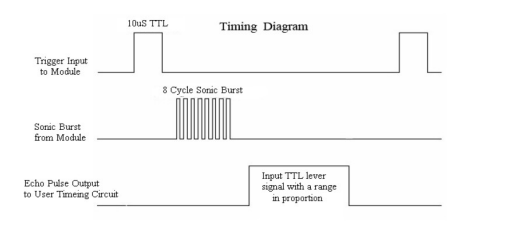 10uS TTL
Timing Diagram
Trigger Input
to Module
8 Cycle Sonic Burst
Sonic Burst
from Module
Echo Pulse Output
to User Timeing Circuit
Input TTL lever
signal with a range
in proportion